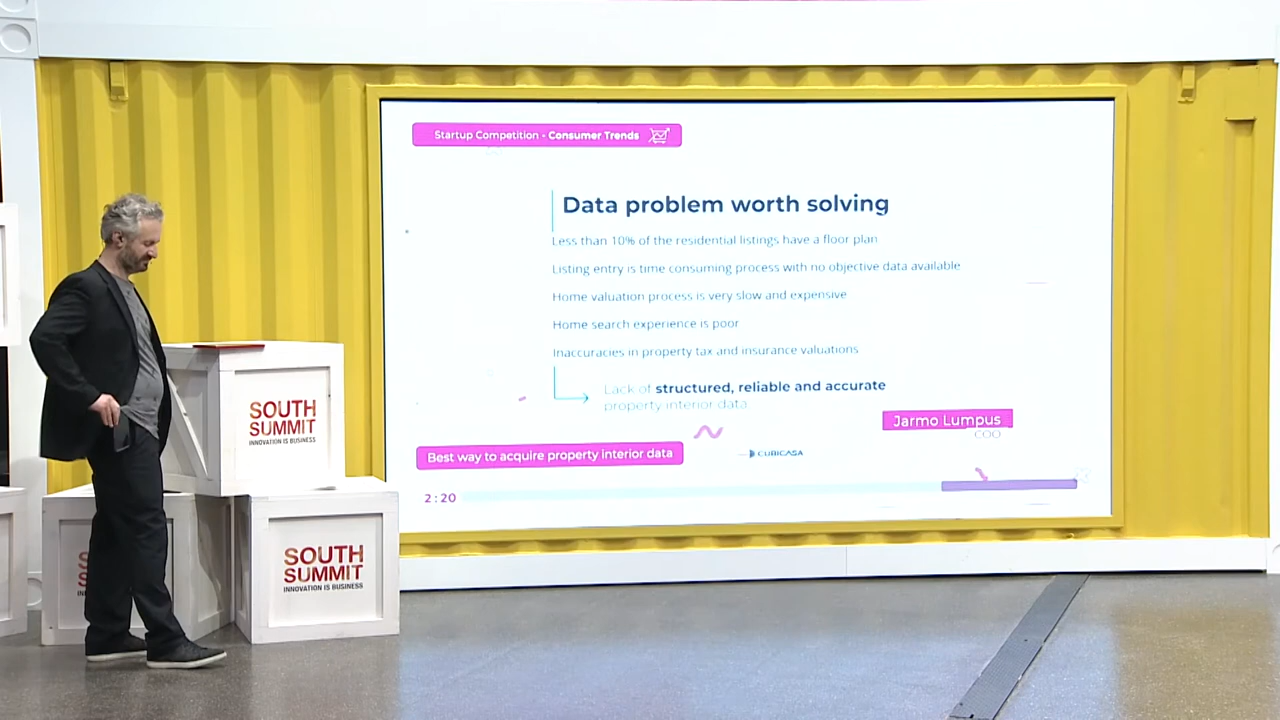 Startup Competition - Consumer Trends
Data problem worth solving
Less than 10% of the residential listings have a floor plan
Listing entry is time consuming process with no objective data available
Home valuation process is very slow and expensive
Home search experience is poor
Inaccuracies in property tax and insurance valuations
Lack of structured, reliable and accurate
property interior data
Jarmo Lumpus
COO
Best way to acquire property interior data
CUBICASA
2:20
SOUTH
SUMMIT
INNOVATION IS BUSINESS
SOUTH
SUMMIT
INNOVATION IS BUSINESS